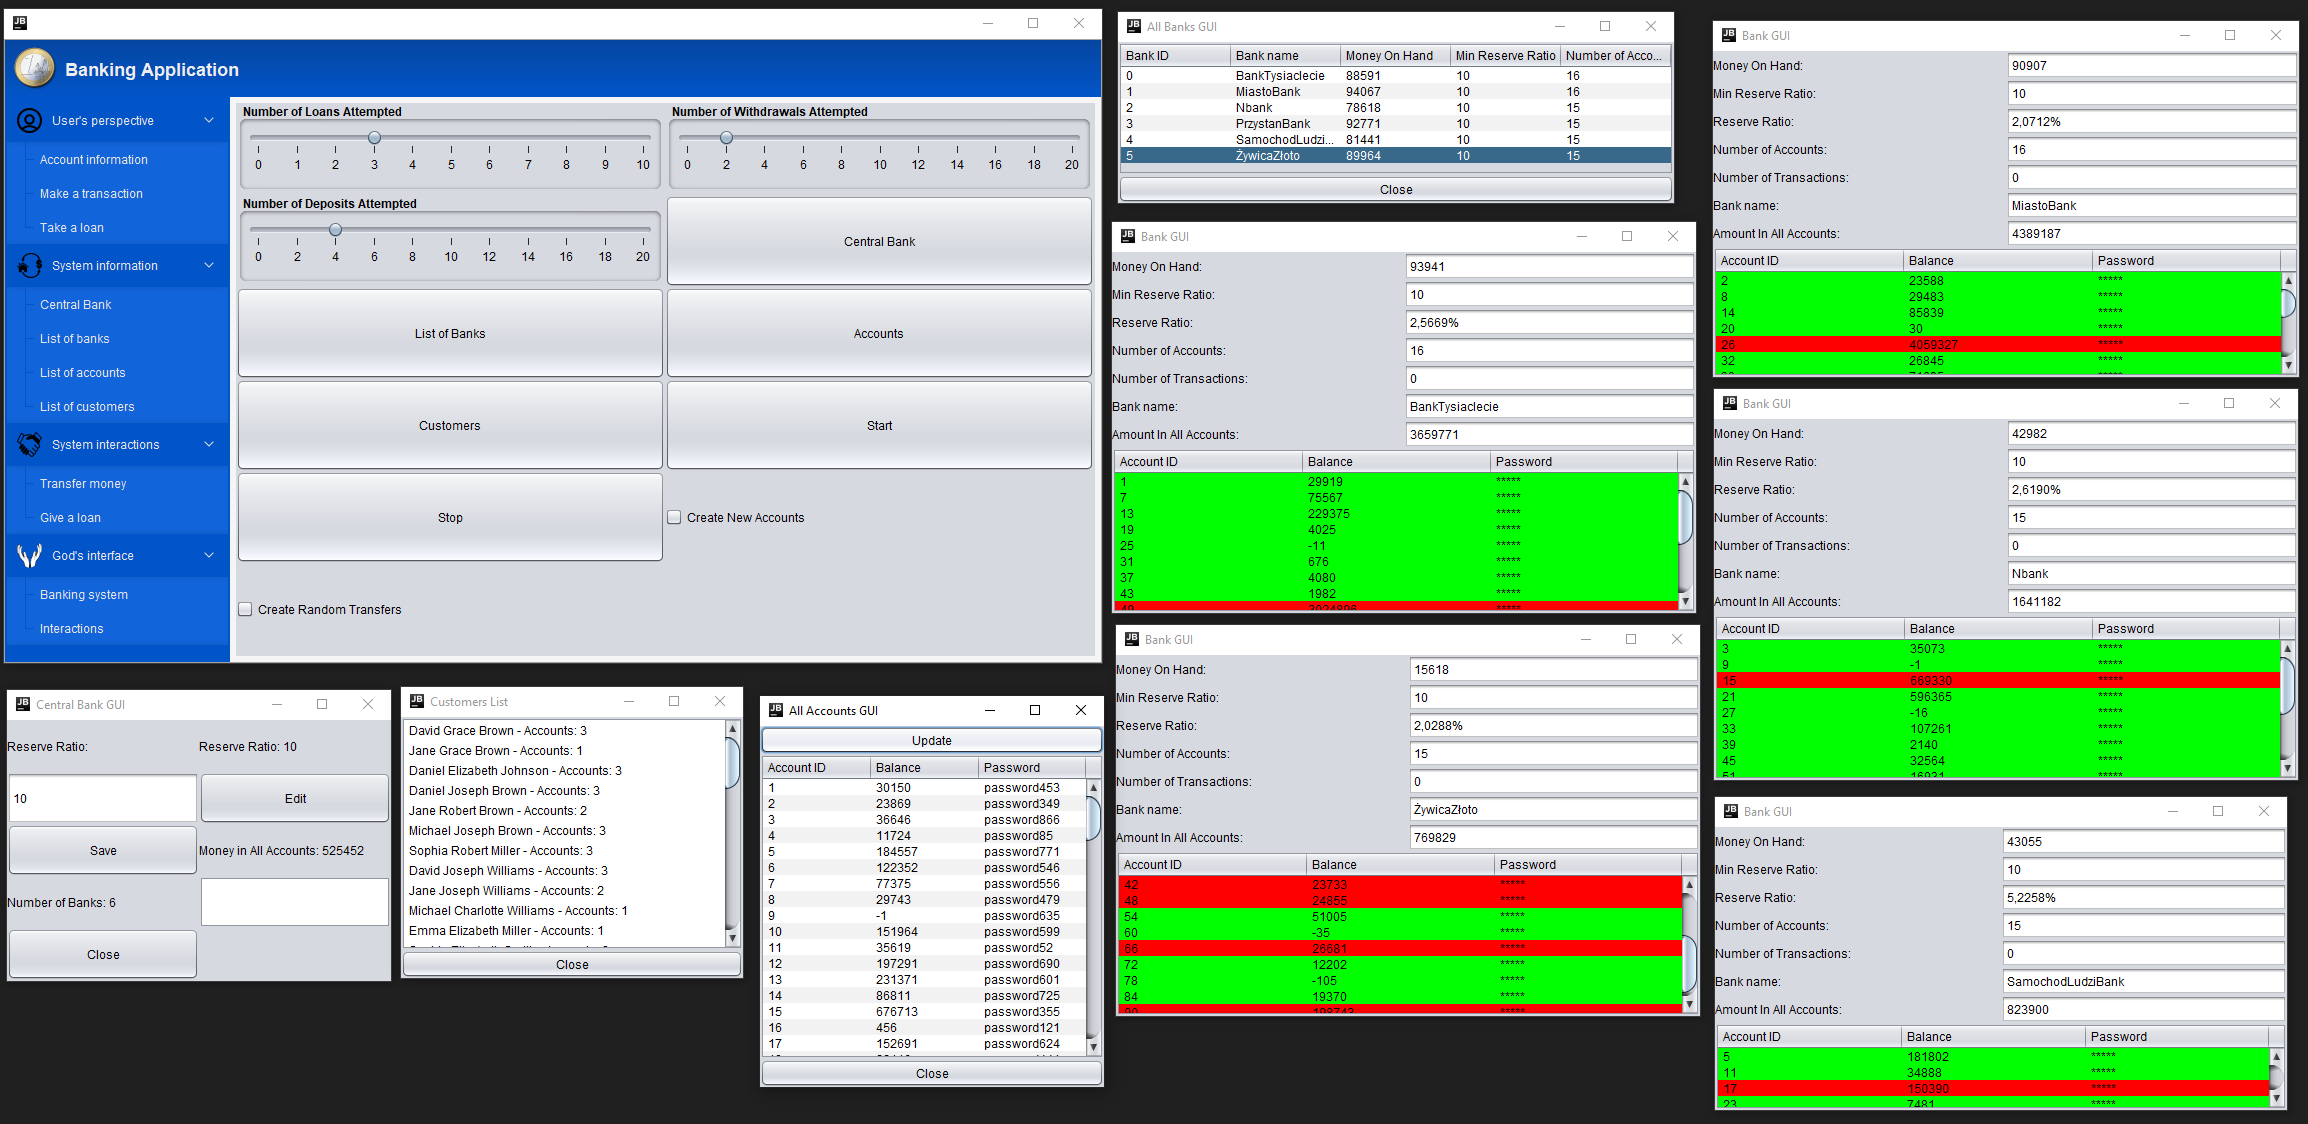 Banking Application
User's perspective
Account information
Make a transaction
Take a loan
System information
Central Bank
List of banks
List of accounts
List of customers
System interactions
Transfer money
Give a loan
God's interface
Banking system
Interactions
Number of Loans Attempted
0 1 2 3 4 5 6 7 8 9 10
Number of Withdrawals Attempted
0 2 4 6 8 10 12 14 16 18 20
Number of Deposits Attempted
0 2 4 6 8 10 12 14 16 18 20
Central Bank
List of Banks
Accounts
Customers
Start
Stop
Create New Accounts
Create Random Transfers
Central Bank GUI
Reserve Ratio:
Reserve Ratio: 10
10
Edit
Save
Money in All Accounts: 525452
Number of Banks: 6
Close
Customers List
David Grace Brown - Accounts: 3
Jane Grace Brown - Accounts: 1
Daniel Elizabeth Johnson - Accounts: 3
Daniel Joseph Brown - Accounts: 3
Jane Robert Brown - Accounts: 2
Michael Joseph Brown - Accounts: 3
Sophia Robert Miller - Accounts: 3
David Joseph Williams - Accounts: 3
Jane Joseph Williams - Accounts: 2
Michael Charlotte Williams - Accounts: 1
Emma Elizabeth Miller - Accounts: 1
Close
All Accounts GUI
Update
Account ID Balance Password
1 30150 password453
2 23869 password349
3 36646 password866
4 11724 password85
5 184557 password771
6 122352 password546
7 77375 password556
8 29743 password479
9 -1 password635
10 151964 password599
11 35619 password52
12 197291 password690
13 231371 password601
14 86811 password725
15 676713 password355
16 456 password121
17 152691 password624
Close
All Banks GUI
Bank ID Bank name Money On Hand Min Reserve Ratio Number of Acco...
0 BankTysiaclecie 88591 10 16
1 MiastoBank 94067 10 16
2 Nbank 78618 10 15
3 PrzystanBank 92771 10 15
4 SamochodLudzi... 81441 10 15
5 ŻywicaZłoto 89964 10 15
Close
Bank GUI
Money On Hand: 93941
Min Reserve Ratio: 10
Reserve Ratio: 2,5669%
Number of Accounts: 16
Number of Transactions: 0
Bank name: BankTysiaclecie
Amount In All Accounts: 3659771
Account ID Balance Password
1 29919 *****
7 75567 *****
13 229375 *****
19 4025 *****
25 -11 *****
31 676 *****
37 4080 *****
43 1982 *****
Bank GUI
Money On Hand: 15618
Min Reserve Ratio: 10
Reserve Ratio: 2,0288%
Number of Accounts: 15
Number of Transactions: 0
Bank name: ŻywicaZłoto
Amount In All Accounts: 769829
Account ID Balance Password
42 23733 *****
48 24855 *****
54 51005 *****
60 -35 *****
66 26681 *****
72 12202 *****
78 -105 *****
84 19370 *****
Bank GUI
Money On Hand: 90907
Min Reserve Ratio: 10
Reserve Ratio: 2,0712%
Number of Accounts: 16
Number of Transactions: 0
Bank name: MiastoBank
Amount In All Accounts: 4389187
Account ID Balance Password
2 23588 *****
8 29483 *****
14 85839 *****
20 30 *****
26 4059327 *****
32 26845 *****
Bank GUI
Money On Hand: 42982
Min Reserve Ratio: 10
Reserve Ratio: 2,6190%
Number of Accounts: 15
Number of Transactions: 0
Bank name: Nbank
Amount In All Accounts: 1641182
Account ID Balance Password
3 35073 *****
9 -1 *****
15 669330 *****
21 596365 *****
27 -16 *****
33 107261 *****
39 2140 *****
45 32564 *****
Bank GUI
Money On Hand: 43055
Min Reserve Ratio: 10
Reserve Ratio: 5,2258%
Number of Accounts: 15
Number of Transactions: 0
Bank name: SamochodLudziBank
Amount In All Accounts: 823900
Account ID Balance Password
5 181802 *****
11 34888 *****
17 150390 *****
23 7481 *****